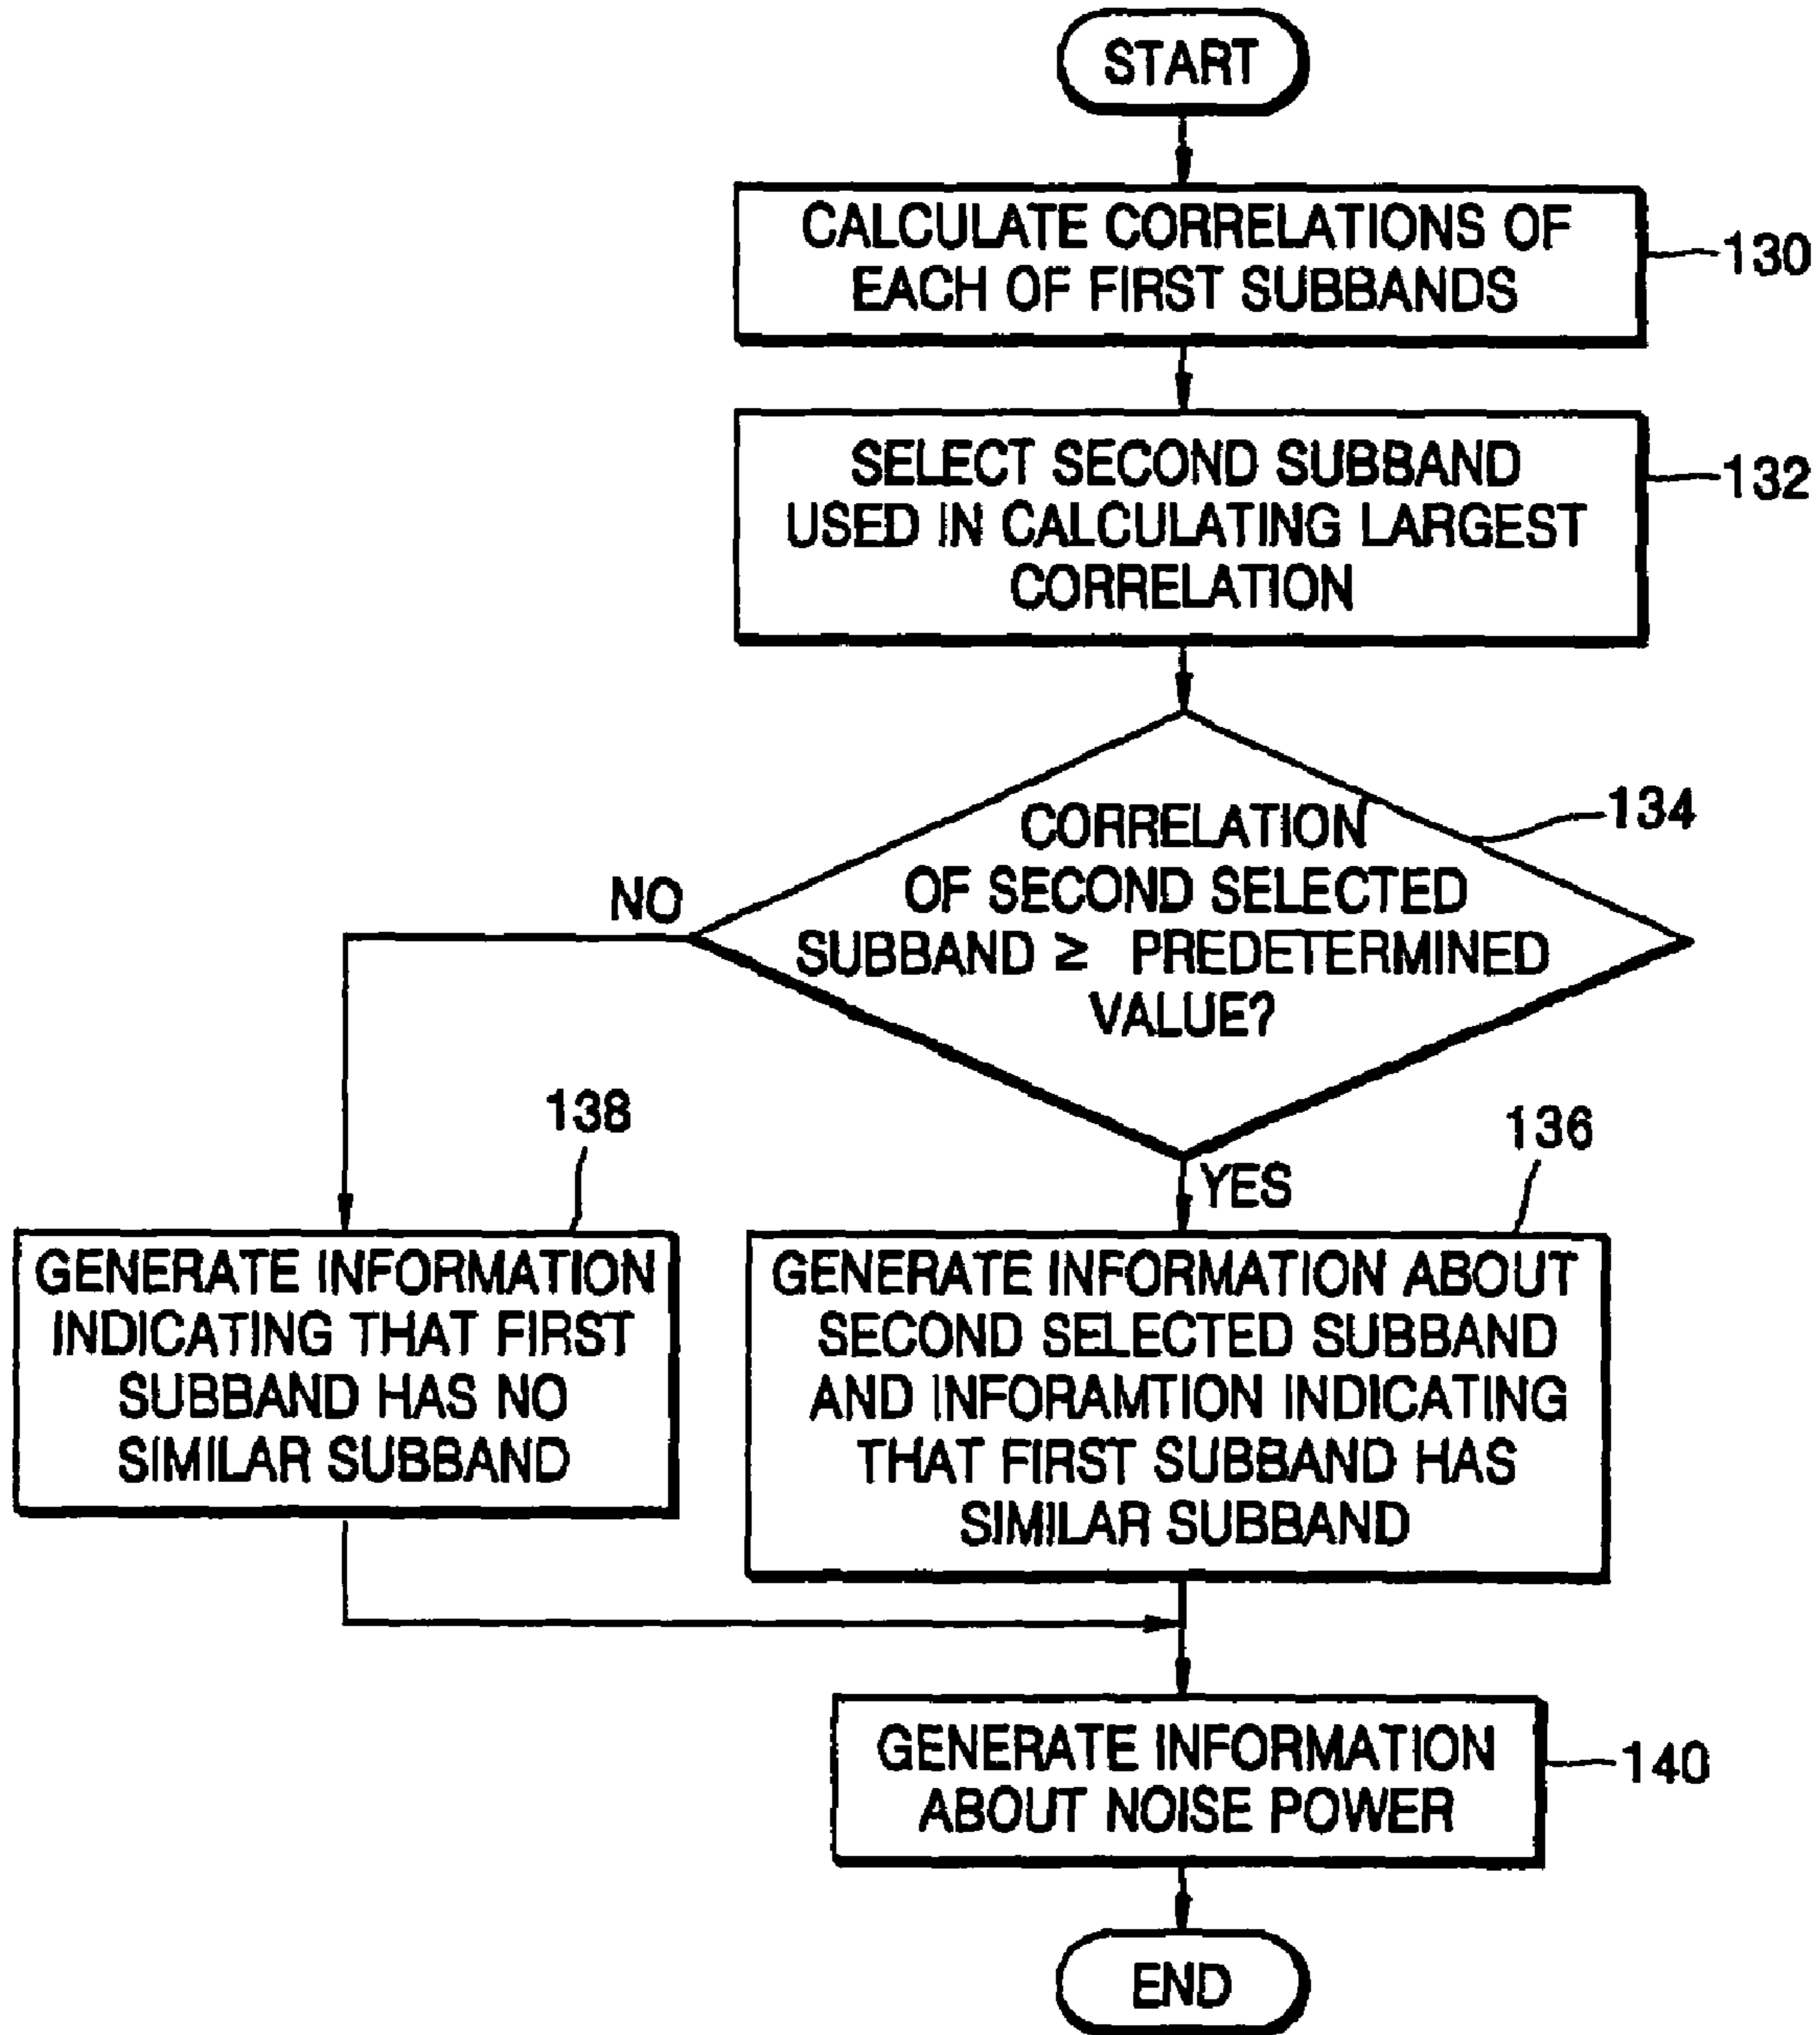 START
CALCULATE CORRELATIONS OF
EACH OF FIRST SUBBANDS
130
SELECT SECOND SUBBAND
USED IN CALCULATING LARGEST
CORRELATION
132
CORRELATION
OF SECOND SELECTED
SUBBAND ≥ PREDETERMINED
VALUE?
134
NO
YES
138
GENERATE INFORMATION
INDICATING THAT FIRST
SUBBAND HAS NO
SIMILAR SUBBAND
136
GENERATE INFORMATION ABOUT
SECOND SELECTED SUBBAND
AND INFORAMTION INDICATING
THAT FIRST SUBBAND HAS
SIMILAR SUBBAND
GENERATE INFORMATION
ABOUT NOISE POWER
140
END